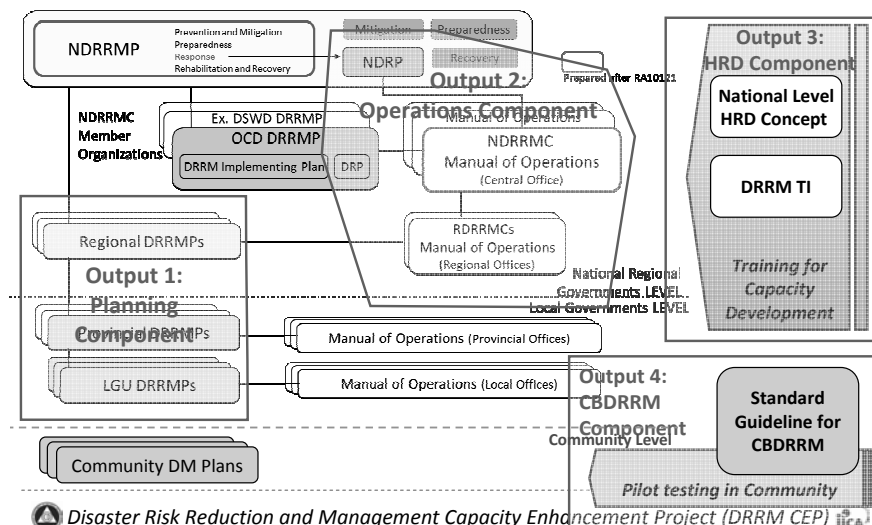 NDRRMP
Prevention and Mitigation
Preparedness
Response
Rehabilitation and Recovery
Mitigation
Preparedness
NDRP
Recovery
Prepared after RA10121
Output 2:
Operations Component
NDRRMC
Member
Organizations
Ex. DSWD DRRMP
OCD DRRMP
DRRM Implementing Plan
DRP
Manual of Operations
NDRRMC
Manual of Operations
(Central Office)
RDRRMCs
Manual of Operations
(Regional Offices)
Regional DRRMPs
Output 1:
Planning
Component
Provincial DRRMPs
LGU DRRMPs
National Regional
Governments LEVEL
Local Governments LEVEL
Manual of Operations (Provincial Offices)
Manual of Operations (Local Offices)
Output 3:
HRD Component
National Level
HRD Concept
DRRM TI
Training for
Capacity
Development
Output 4:
CBDRRM
Component
Community Level
Standard
Guideline for
CBDRRM
Pilot testing in Community
Community DM Plans
Disaster Risk Reduction and Management Capacity Enhancement Project (DRRM CEP)
jica